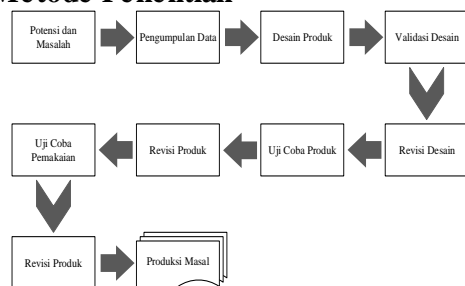 Metode Penelitian
Potensi dan
Masalah
Pengumpulan Data
Desain Produk
Validasi Desain
Revisi Desain
Uji Coba Produk
Revisi Produk
Uji Coba
Pemakaian
Revisi Produk
Produksi Masal